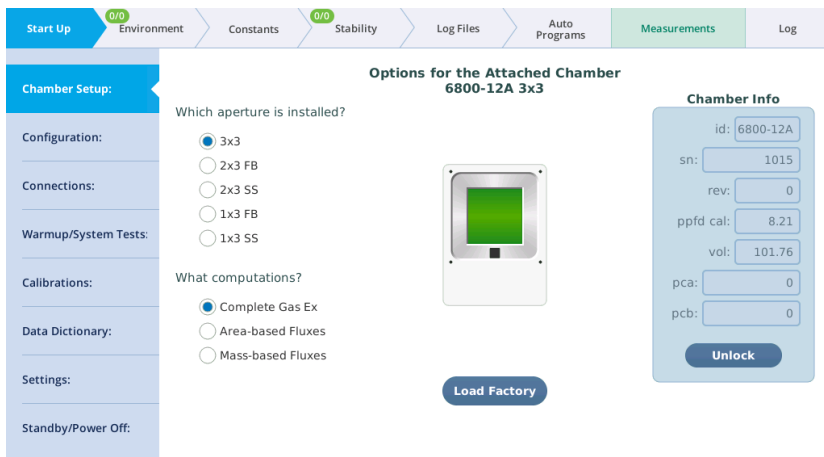 Start Up
0/0
Environment
Constants
0/0
Stability
Log Files
Auto
Programs
Measurements
Log
Chamber Setup:
Configuration:
Connections:
Warmup/System Tests:
Calibrations:
Data Dictionary:
Settings:
Standby/Power Off:
Options for the Attached Chamber
6800-12A 3x3
Which aperture is installed?
3x3
2x3 FB
2x3 SS
1x3 FB
1x3 SS
What computations?
Complete Gas Ex
Area-based Fluxes
Mass-based Fluxes
Load Factory
Chamber Info
id: 6800-12A
sn: 1015
rev: 0
ppfd cal: 8.21
vol: 101.76
pca: 0
pcb: 0
Unlock